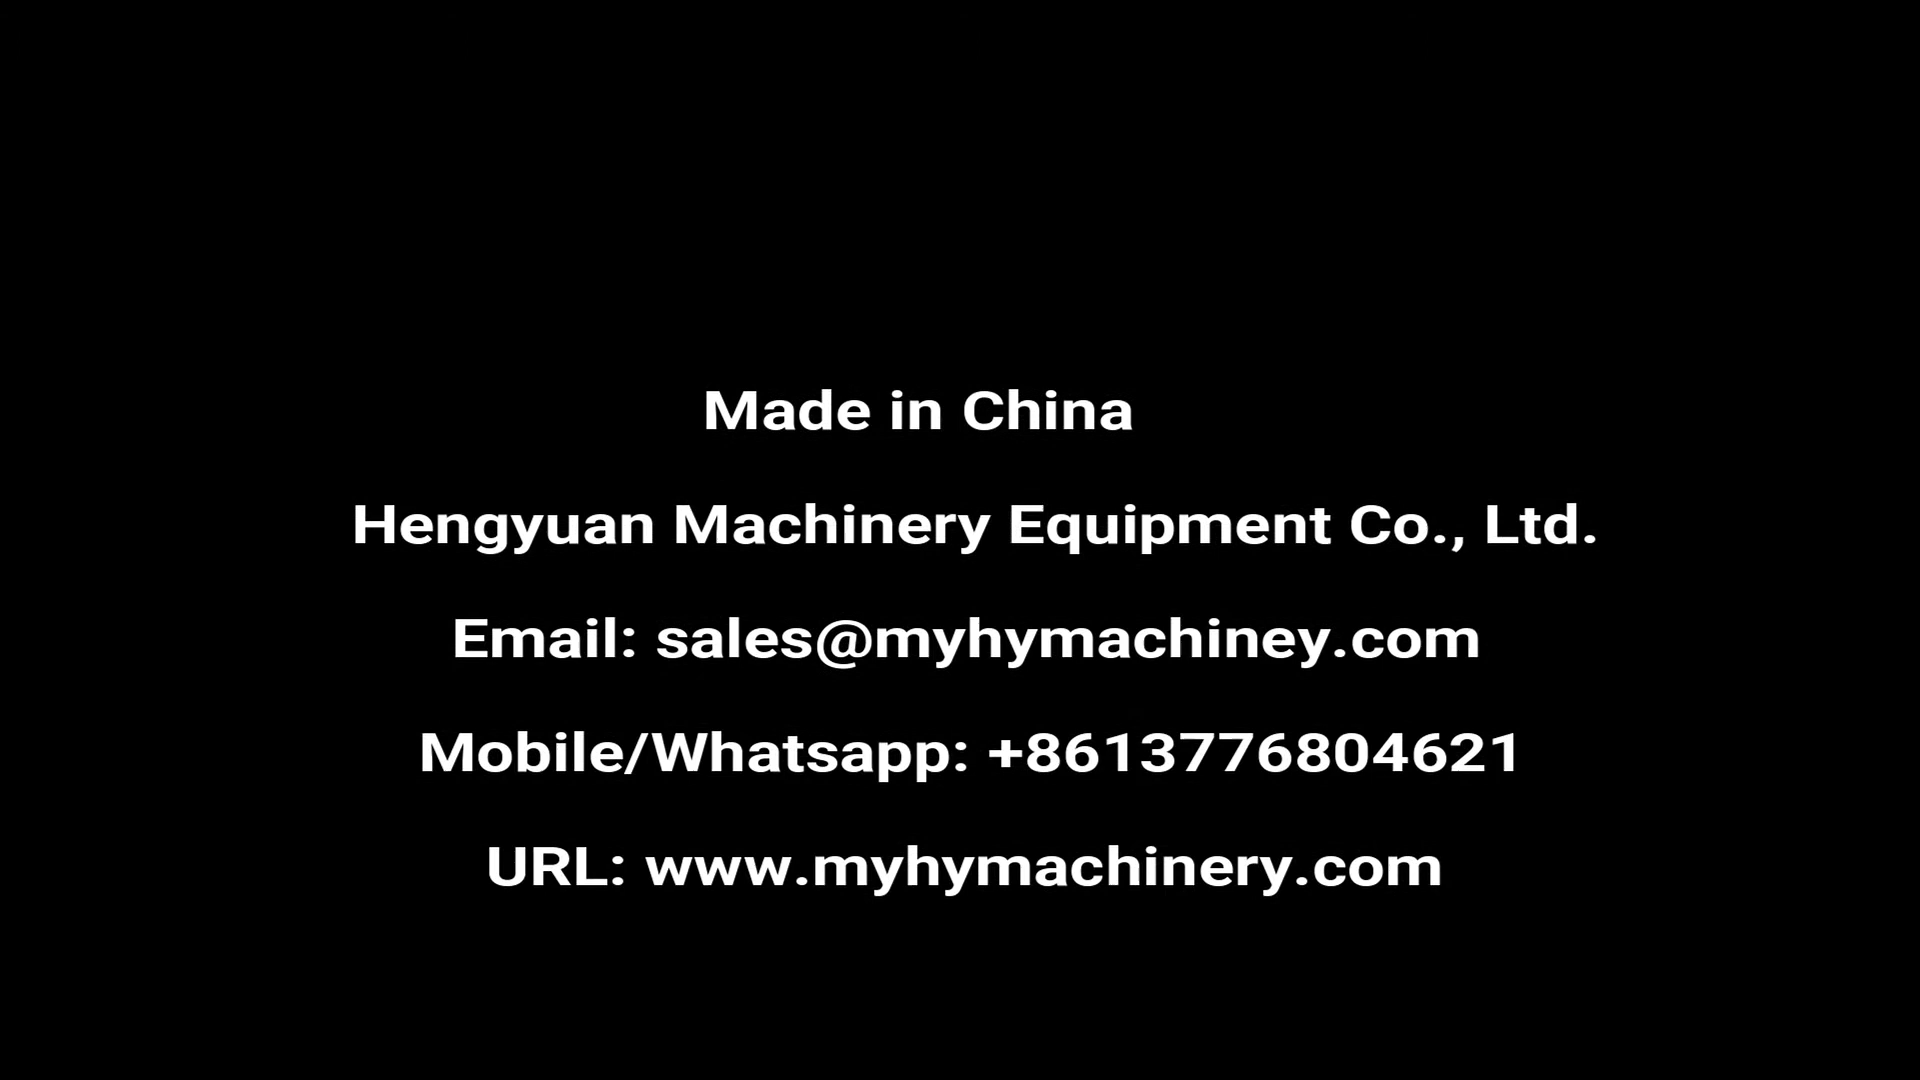 Made in China
Hengyuan Machinery Equipment Co., Ltd.
Email: sales@myhymachiney.com
Mobile/Whatsapp: +8613776804621
URL: www.myhymachinery.com